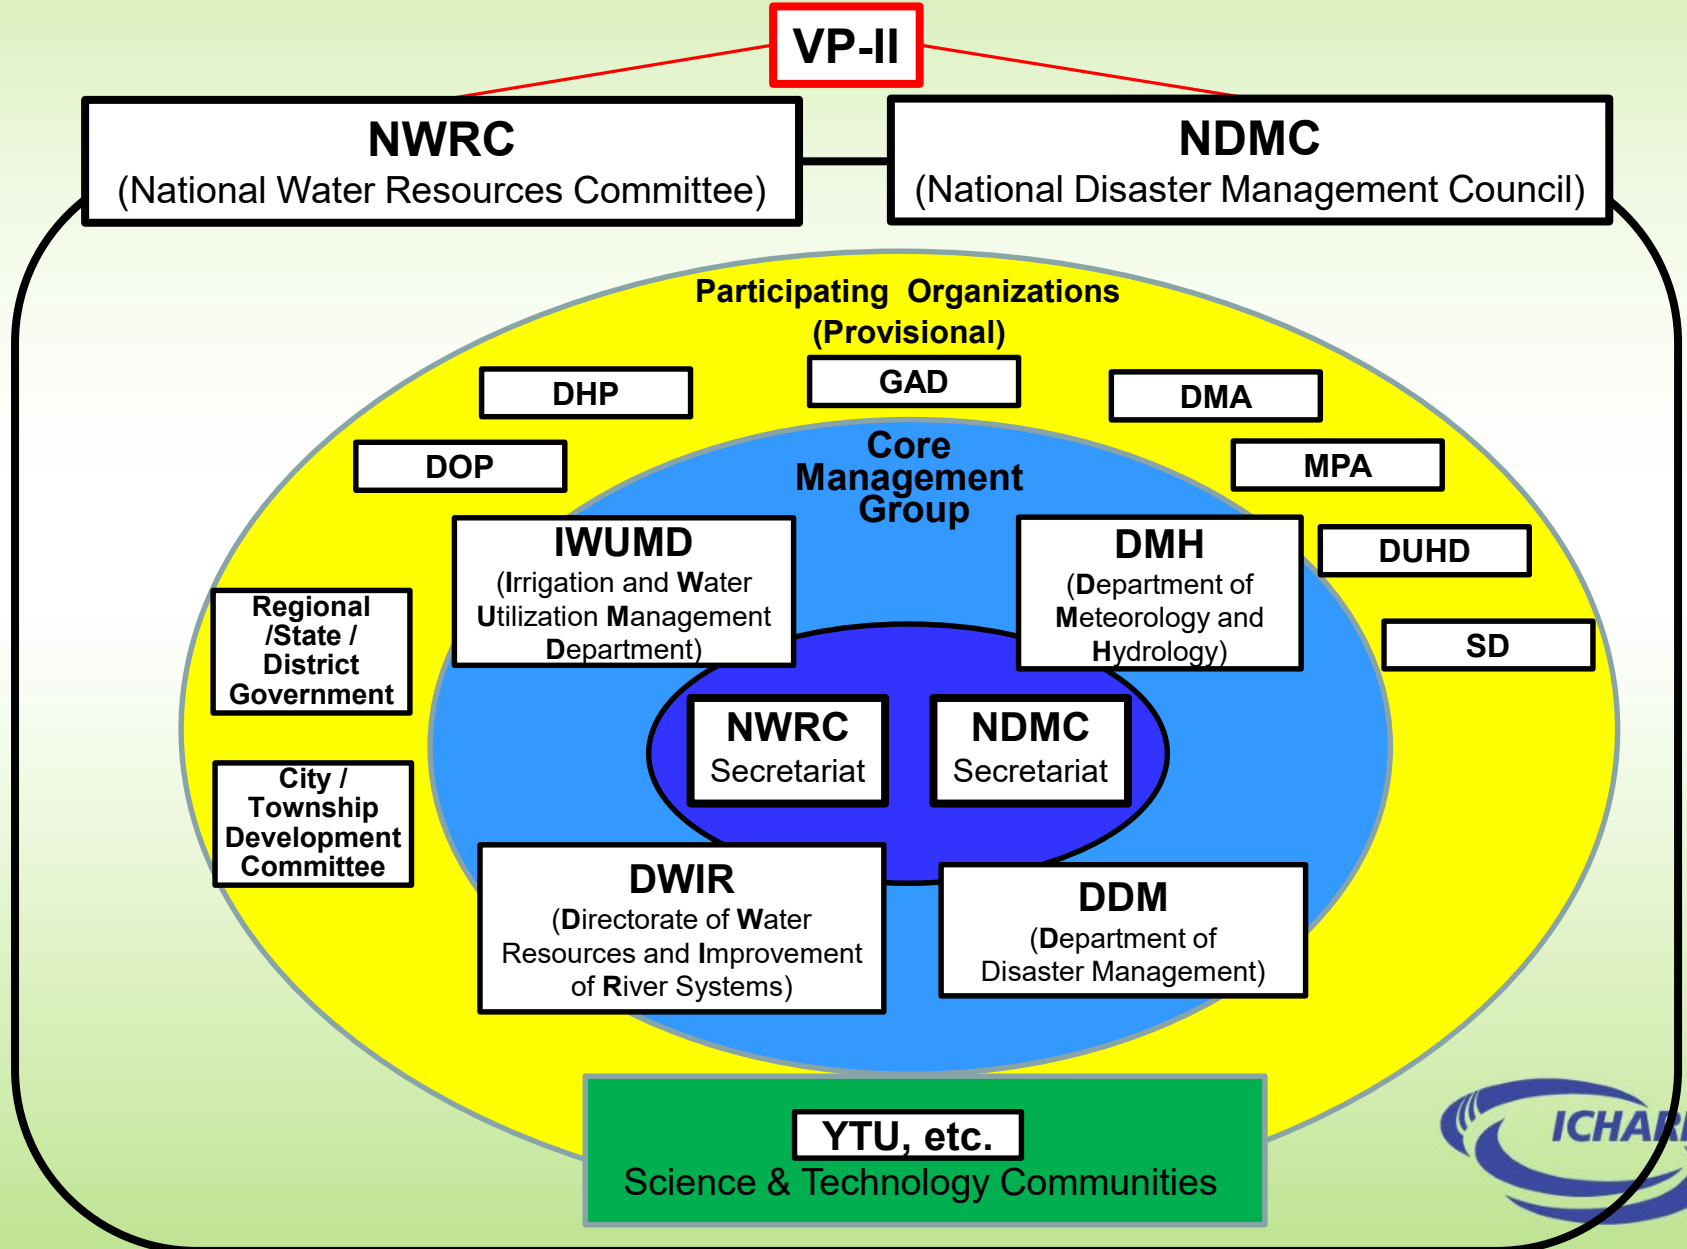 VP-II
NWRC
(National Water Resources Committee)
NDMC
(National Disaster Management Council)
Participating Organizations
(Provisional)
DHP
GAD
DMA
DOP
MPA
DUHD
SD
Core
Management
Group
IWUMD
(Irrigation and Water
Utilization Management
Department)
DMH
(Department of
Meteorology and
Hydrology)
Regional
/State /
District
Government
City /
Township
Development
Committee
NWRC
Secretariat
NDMC
Secretariat
DWIR
(Directorate of Water
Resources and Improvement
of River Systems)
DDM
(Department of
Disaster Management)
YTU, etc.
Science & Technology Communities